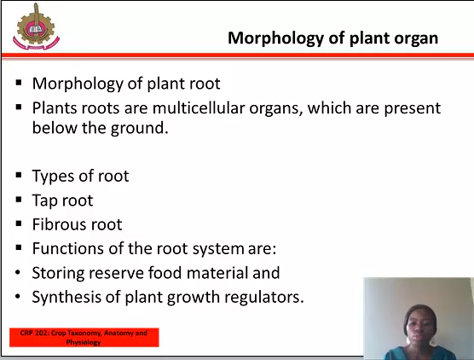 Morphology of plant organ
▪ Morphology of plant root
▪ Plants roots are multicellular organs, which are present
below the ground.
▪ Types of root
▪ Tap root
▪ Fibrous root
▪ Functions of the root system are:
• Storing reserve food material and
• Synthesis of plant growth regulators.
CRP 102: Crop Taxonomy, Anatomy and
Physiology